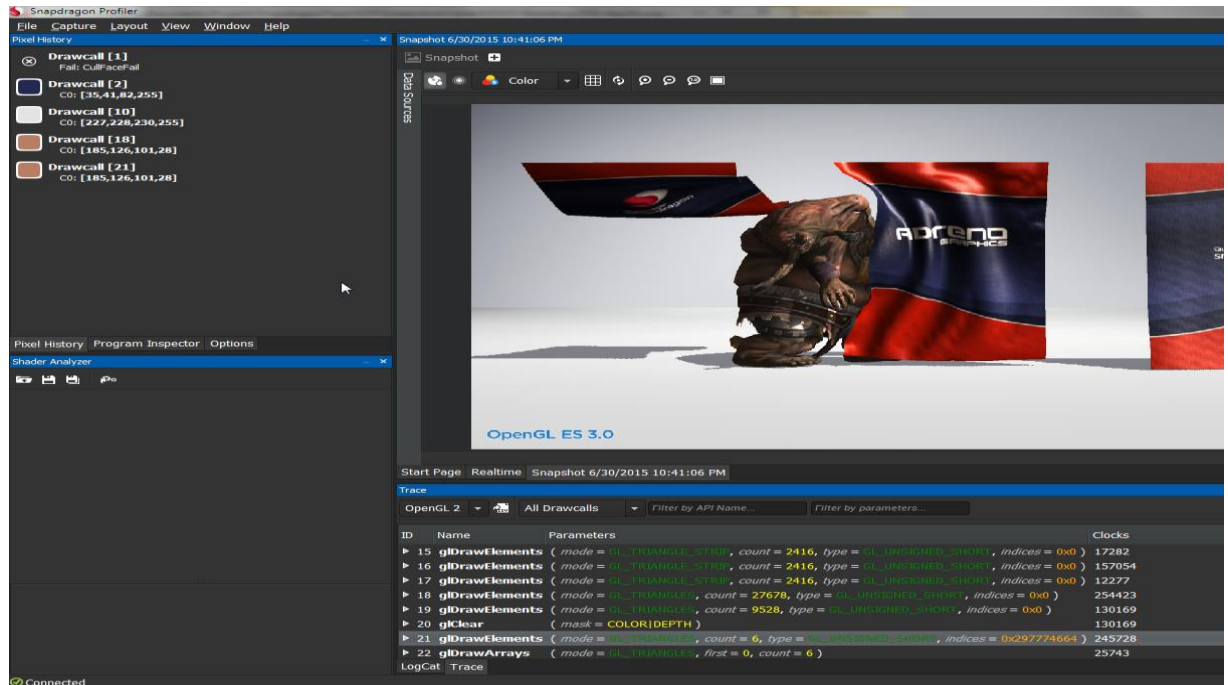 Snapdragon Profiler
File Capture Layout View Window Help
Pixel History
Drawcall [1]
Fail: CullFaceFail
Drawcall [2]
C0: [35,41,82,255]
Drawcall [10]
C0: [227,228,230,255]
Drawcall [18]
C0: [185,126,101,28]
Drawcall [21]
C0: [185,126,101,28]
Pixel History Program Inspector Options
Shader Analyzer
Snapshot 6/30/2015 10:41:06 PM
Snapshot
Data Sources
Color
ADRENO
GRAPHICS
OpenGL ES 3.0
Start Page Realtime Snapshot 6/30/2015 10:41:06 PM
Trace
OpenGL 2 All Drawcalls Filter by API Name... Filter by parameters...
ID Name Parameters Clocks
15 glDrawElements ( mode = GL_TRIANGLE_STRIP, count = 2416, type = GL_UNSIGNED_SHORT, indices = 0x0 ) 17282
16 glDrawElements ( mode = GL_TRIANGLE_STRIP, count = 2416, type = GL_UNSIGNED_SHORT, indices = 0x0 ) 157054
17 glDrawElements ( mode = GL_TRIANGLE_STRIP, count = 2416, type = GL_UNSIGNED_SHORT, indices = 0x0 ) 12277
18 glDrawElements ( mode = GL_TRIANGLES, count = 27678, type = GL_UNSIGNED_SHORT, indices = 0x0 ) 254423
19 glDrawElements ( mode = GL_TRIANGLES, count = 9528, type = GL_UNSIGNED_SHORT, indices = 0x0 ) 130169
20 glClear ( mask = COLOR|DEPTH ) 130169
21 glDrawElements ( mode = GL_TRIANGLES, count = 6, type = GL_UNSIGNED_SHORT, indices = 0x297774664 ) 245728
22 glDrawArrays ( mode = GL_TRIANGLES, first = 0, count = 6 ) 25743
LogCat Trace
Connected